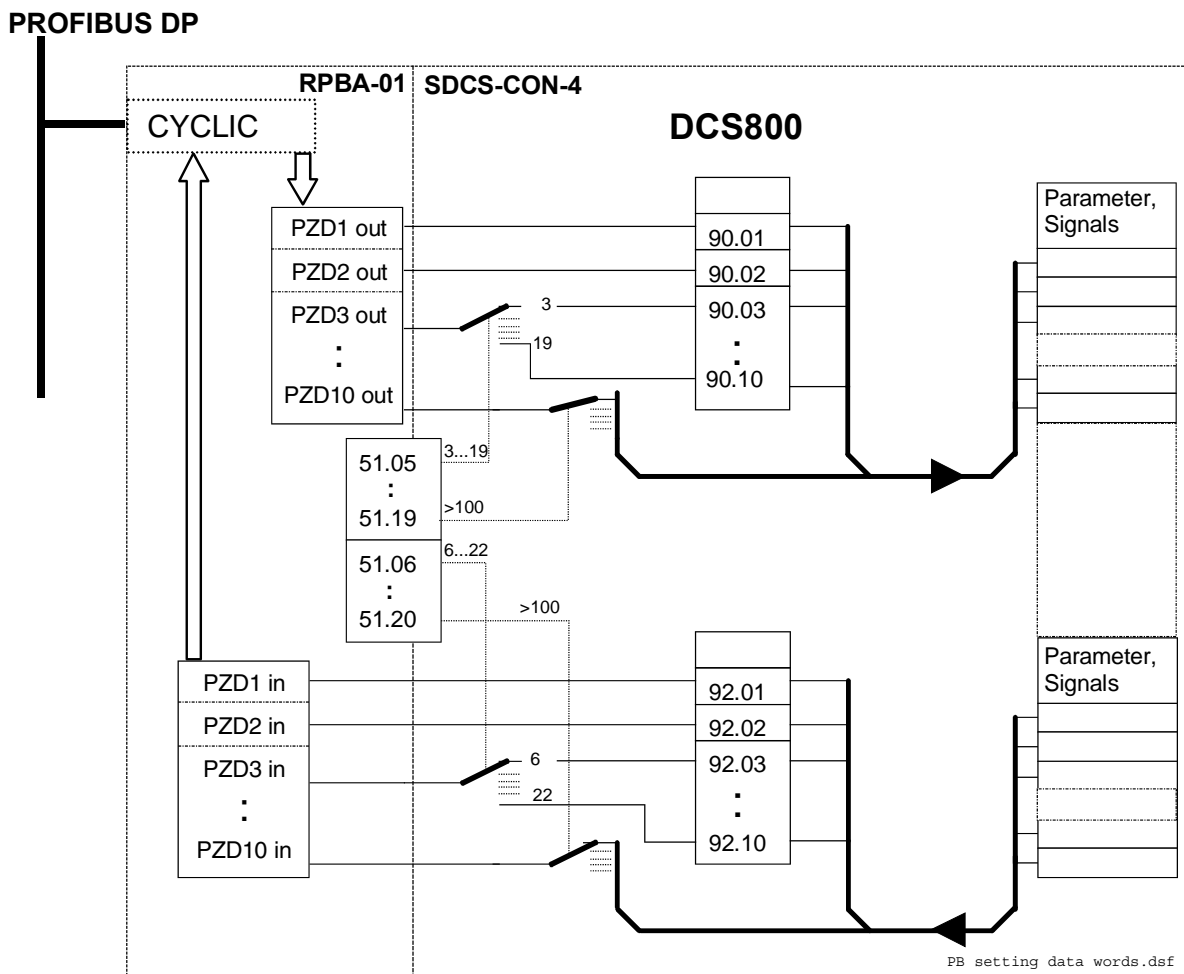 PROFIBUS DP
RPBA-01
SDCS-CON-4
CYCLIC
DCS800
PZD1 out
PZD2 out
PZD3 out
:
PZD10 out
3
19
90.01
90.02
90.03
:
90.10
Parameter,
Signals
51.05
:
51.19
3...19
>100
51.06
:
51.20
6...22
>100
PZD1 in
PZD2 in
PZD3 in
:
PZD10 in
6
22
92.01
92.02
92.03
:
92.10
Parameter,
Signals
PB setting data words.dsf